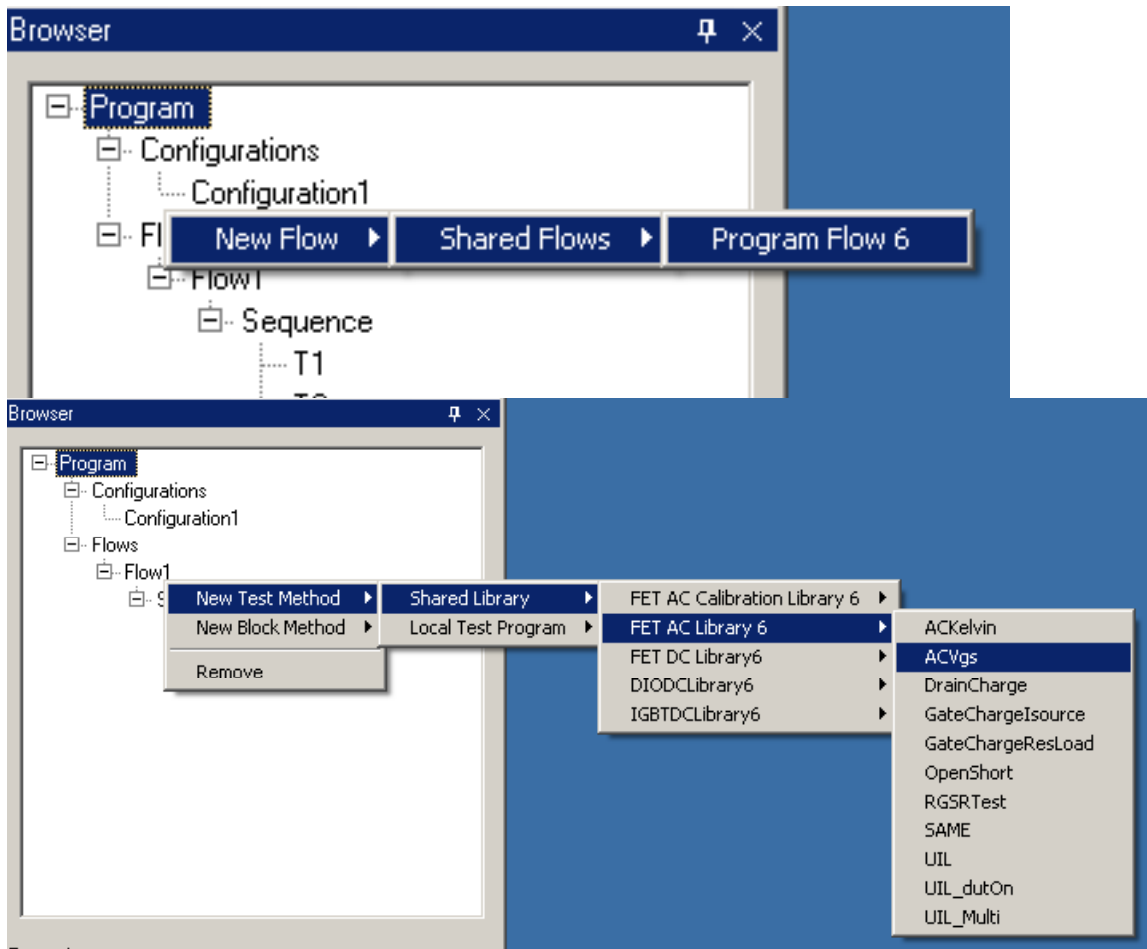 Browser
Program
Configurations
Configuration1
New Flow Shared Flows Program Flow 6
Flow1
Sequence
T1
Browser
Program
Configurations
Configuration1
Flows
Flow1
New Test Method Shared Library FET AC Calibration Library 6
New Block Method Local Test Program FET AC Library 6 ACKelvin
Remove FET DC Library6 ACVgs
DIODCLibrary6 DrainCharge
IGBTDCLibrary6 GateChargeIsource
GateChargeResLoad
OpenShort
RGSRTest
SAME
UIL
UIL_dutOn
UIL_Multi